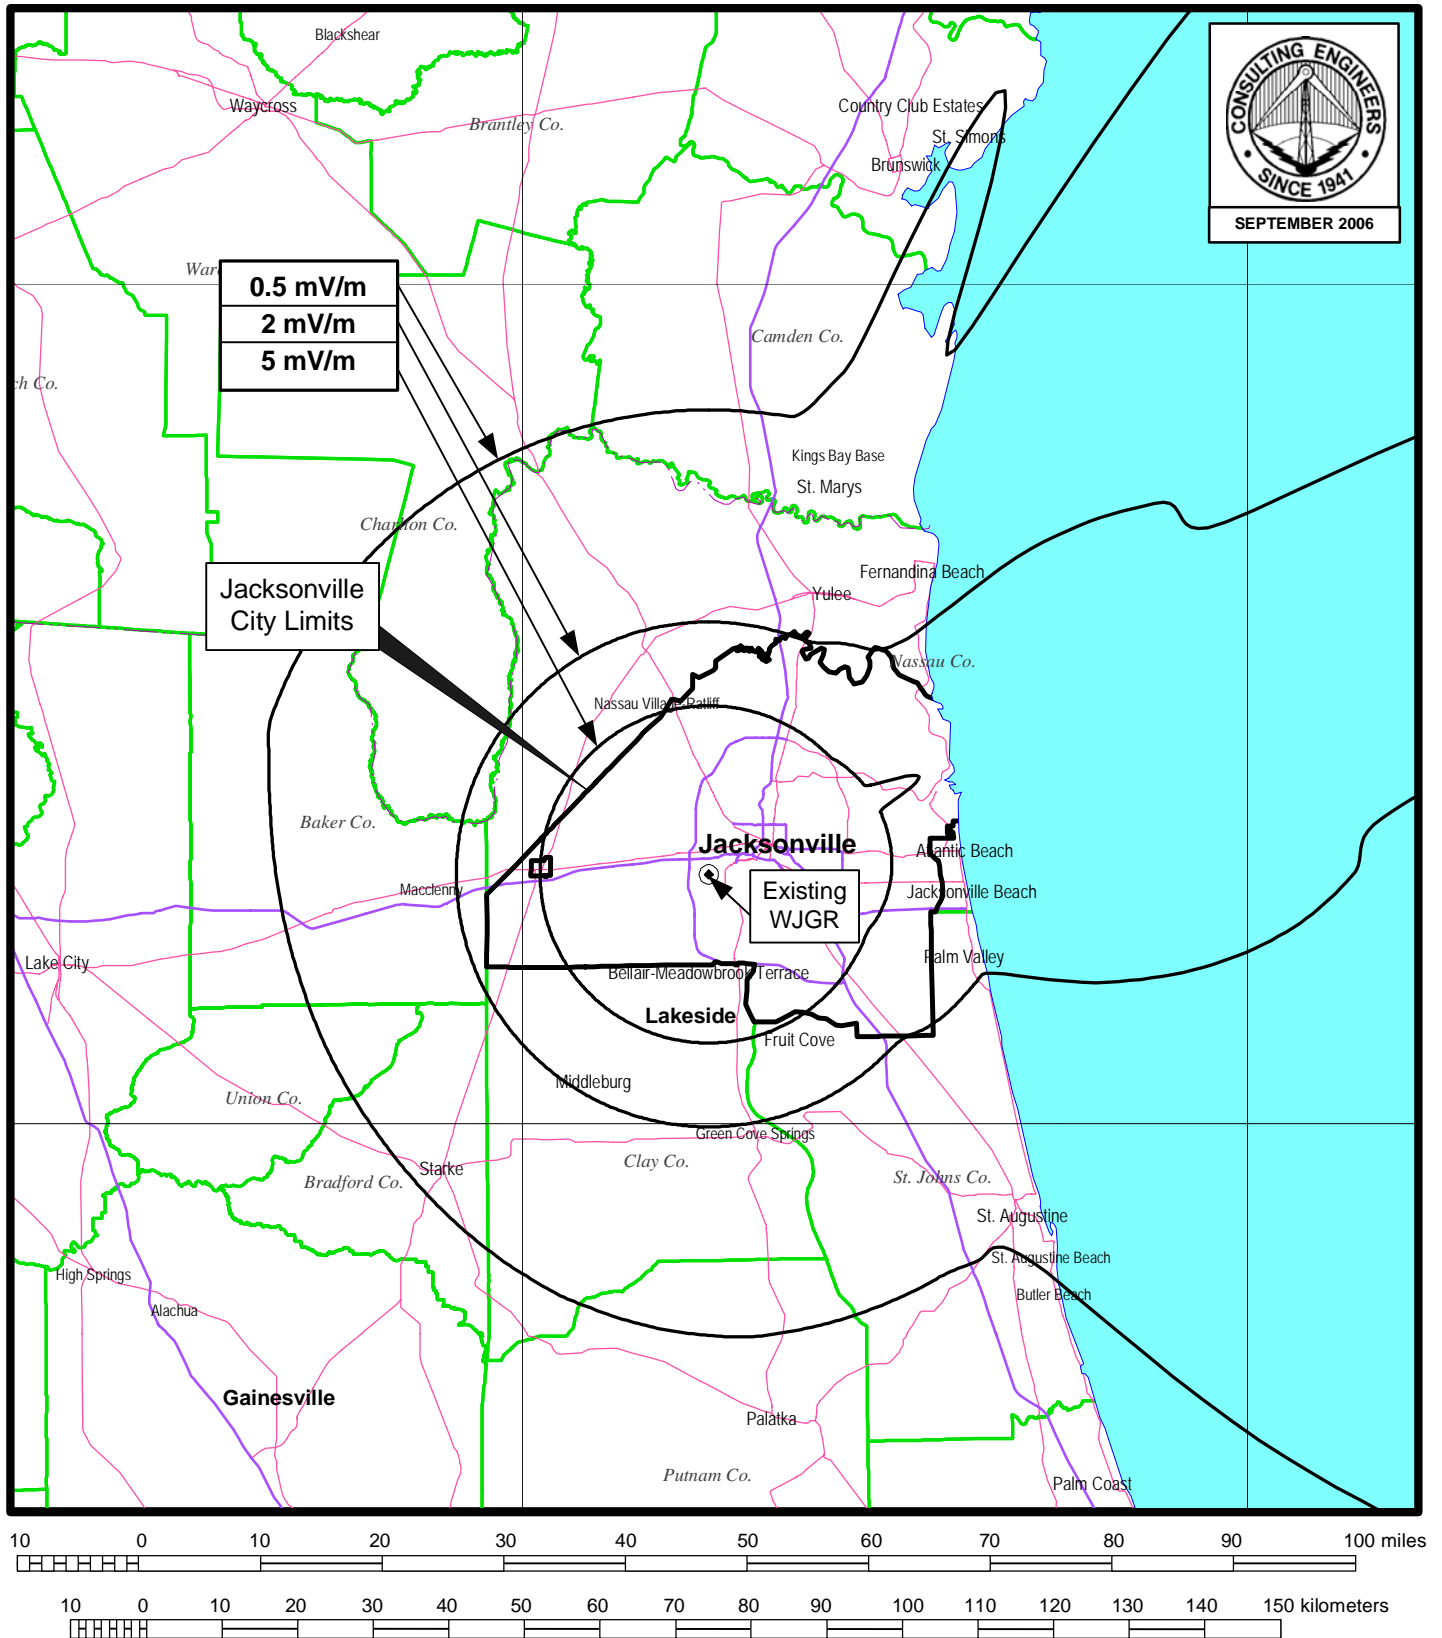 Blackshear
Waycross
Brantley Co.
Country Club Estates
St. Simons
Brunswick
CONSULTING ENGINEERS
SINCE 1941
SEPTEMBER 2006
0.5 mV/m
2 mV/m
5 mV/m
Camden Co.
Kings Bay Base
St. Marys
Charlton Co.
Jacksonville
City Limits
Fernandina Beach
Yulee
Nassau Co.
Nassau Village-Ratliff
Baker Co.
Jacksonville
Atlantic Beach
Macclenny
Existing
WJGR
Jacksonville Beach
Lake City
Palm Valley
Bellair-Meadowbrook Terrace
Lakeside
Fruit Cove
Middleburg
Union Co.
Green Cove Springs
Clay Co.
Starke
Bradford Co.
St. Johns Co.
St. Augustine
St. Augustine Beach
High Springs
Butler Beach
Alachua
Gainesville
Palatka
Putnam Co.
Palm Coast
10 0 10 20 30 40 50 60 70 80 90 100 miles
10 0 10 20 30 40 50 60 70 80 90 100 110 120 130 140 150 kilometers